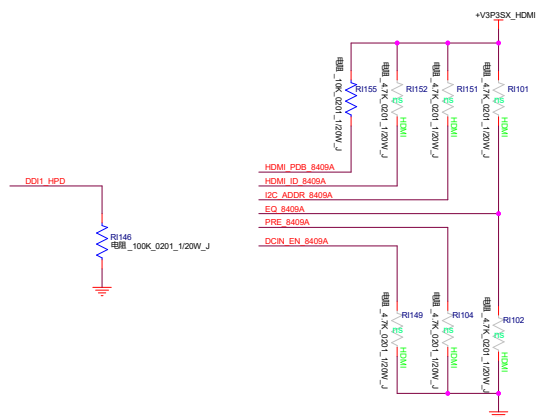 +V3P3SX_HDMI
RI155
电阻_10K_0201_1/20W_J
RI152
电阻_4.7K_0201_1/20W_J
HDMI
RI151
电阻_4.7K_0201_1/20W_J
HDMI
RI101
电阻_4.7K_0201_1/20W_J
HDMI
HDMI_PDB_8409A
HDMI_ID_8409A
I2C_ADDR_8409A
EQ_8409A
PRE_8409A
DCIN_EN_8409A
DDI1_HPD
RI146
电阻_100K_0201_1/20W_J
RI149
电阻_4.7K_0201_1/20W_J
HDMI
RI104
电阻_4.7K_0201_1/20W_J
HDMI
RI102
电阻_4.7K_0201_1/20W_J
HDMI